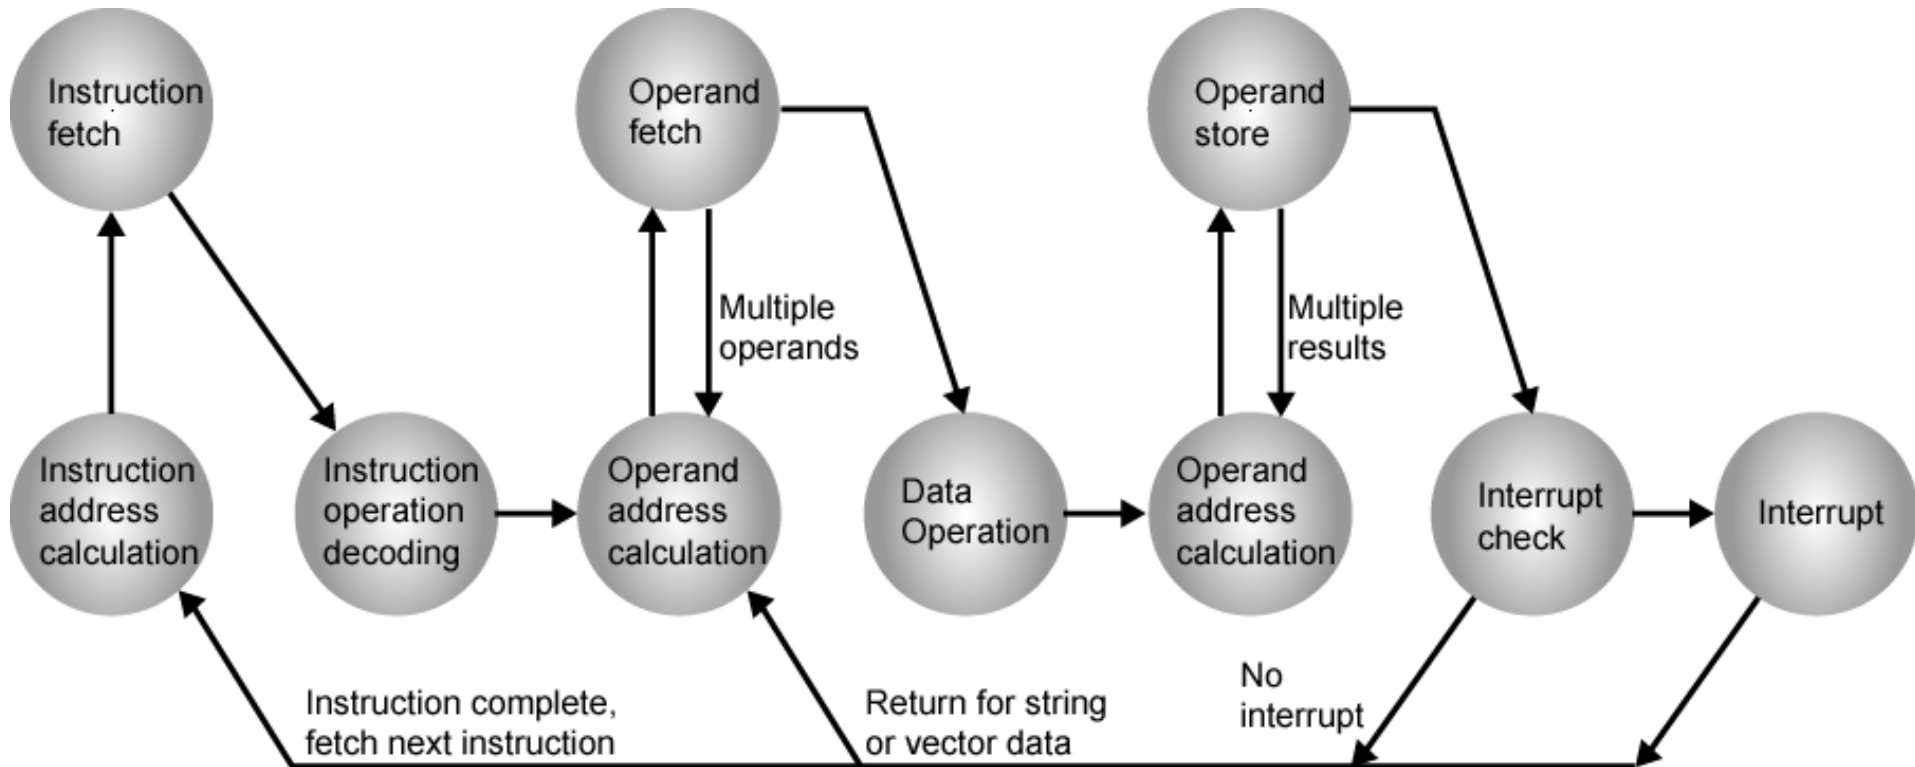 Instruction
fetch
Operand
fetch
Operand
store
Multiple
operands
Multiple
results
Instruction
address
calculation
Instruction
operation
decoding
Operand
address
calculation
Data
Operation
Operand
address
calculation
Interrupt
check
Interrupt
Instruction complete,
fetch next instruction
Return for string
or vector data
No
interrupt